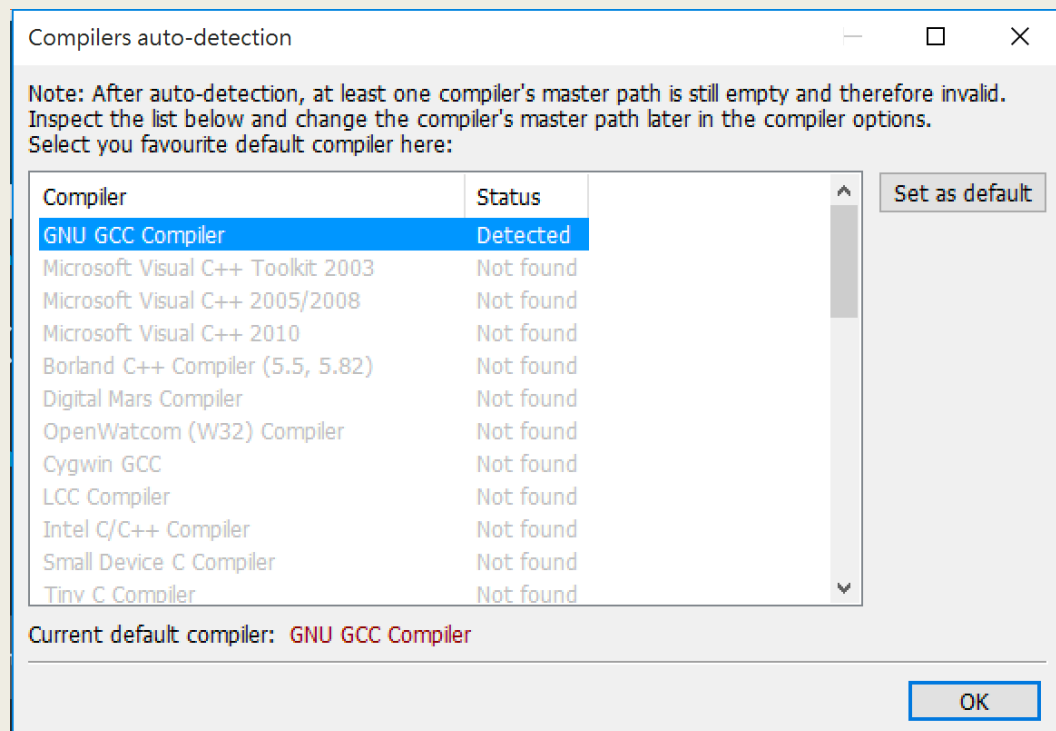 Compilers auto-detection
Note: After auto-detection, at least one compiler's master path is still empty and therefore invalid.
Inspect the list below and change the compiler's master path later in the compiler options.
Select you favourite default compiler here:
Compiler Status
Set as default
GNU GCC Compiler Detected
Microsoft Visual C++ Toolkit 2003 Not found
Microsoft Visual C++ 2005/2008 Not found
Microsoft Visual C++ 2010 Not found
Borland C++ Compiler (5.5, 5.82) Not found
Digital Mars Compiler Not found
OpenWatcom (W32) Compiler Not found
Cygwin GCC Not found
LCC Compiler Not found
Intel C/C++ Compiler Not found
Small Device C Compiler Not found
Tiny C Compiler Not found
Current default compiler: GNU GCC Compiler
OK